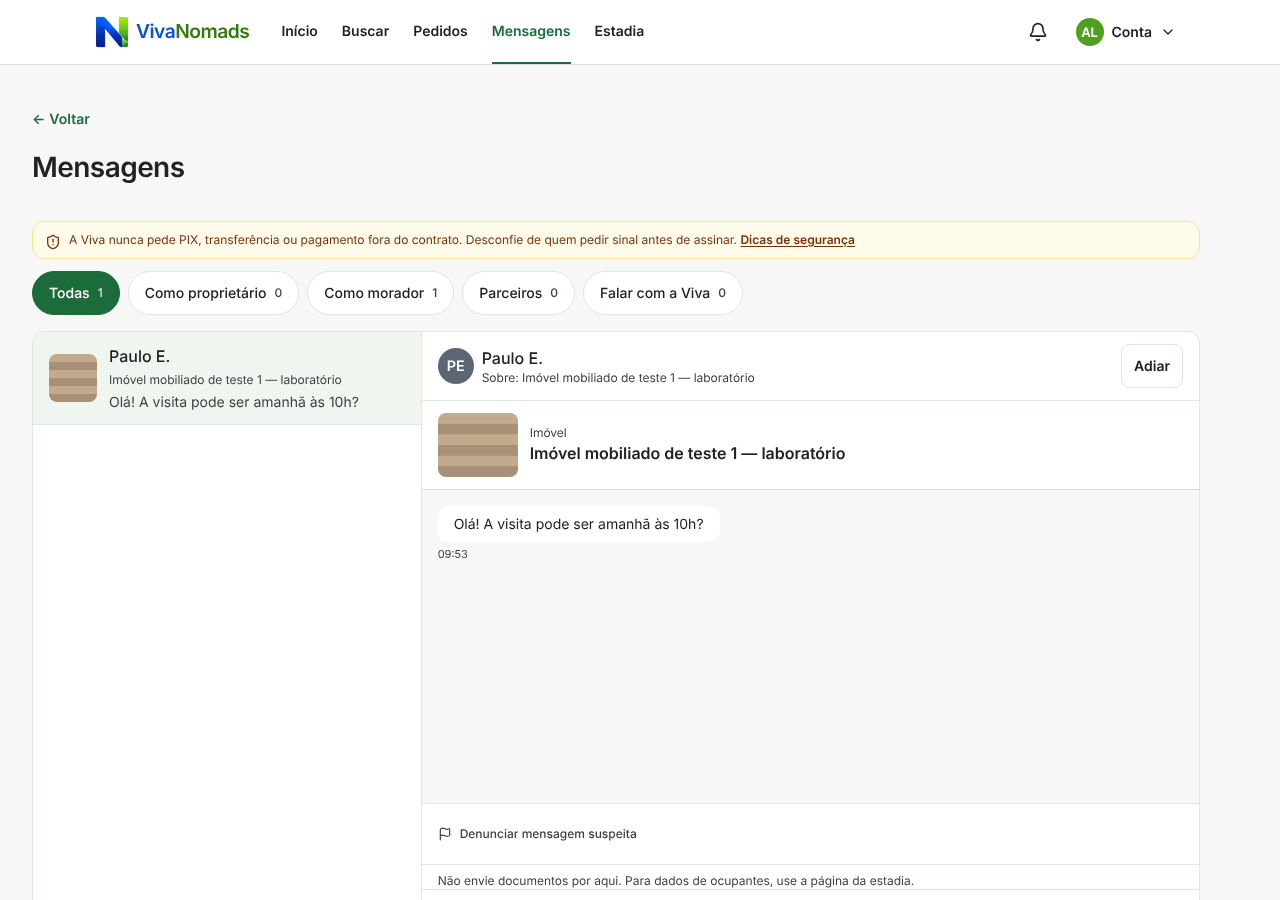 VivaNomads
Início
Buscar
Pedidos
Mensagens
Estadia
AL
Conta
← Voltar
Mensagens
A Viva nunca pede PIX, transferência ou pagamento fora do contrato. Desconfie de quem pedir sinal antes de assinar. Dicas de segurança
Todas 1
Como proprietário 0
Como morador 1
Parceiros 0
Falar com a Viva 0
Paulo E.
Imóvel mobiliado de teste 1 — laboratório
Olá! A visita pode ser amanhã às 10h?
PE
Paulo E.
Sobre: Imóvel mobiliado de teste 1 — laboratório
Adiar
Imóvel
Imóvel mobiliado de teste 1 — laboratório
Olá! A visita pode ser amanhã às 10h?
09:53
Denunciar mensagem suspeita
Não envie documentos por aqui. Para dados de ocupantes, use a página da estadia.